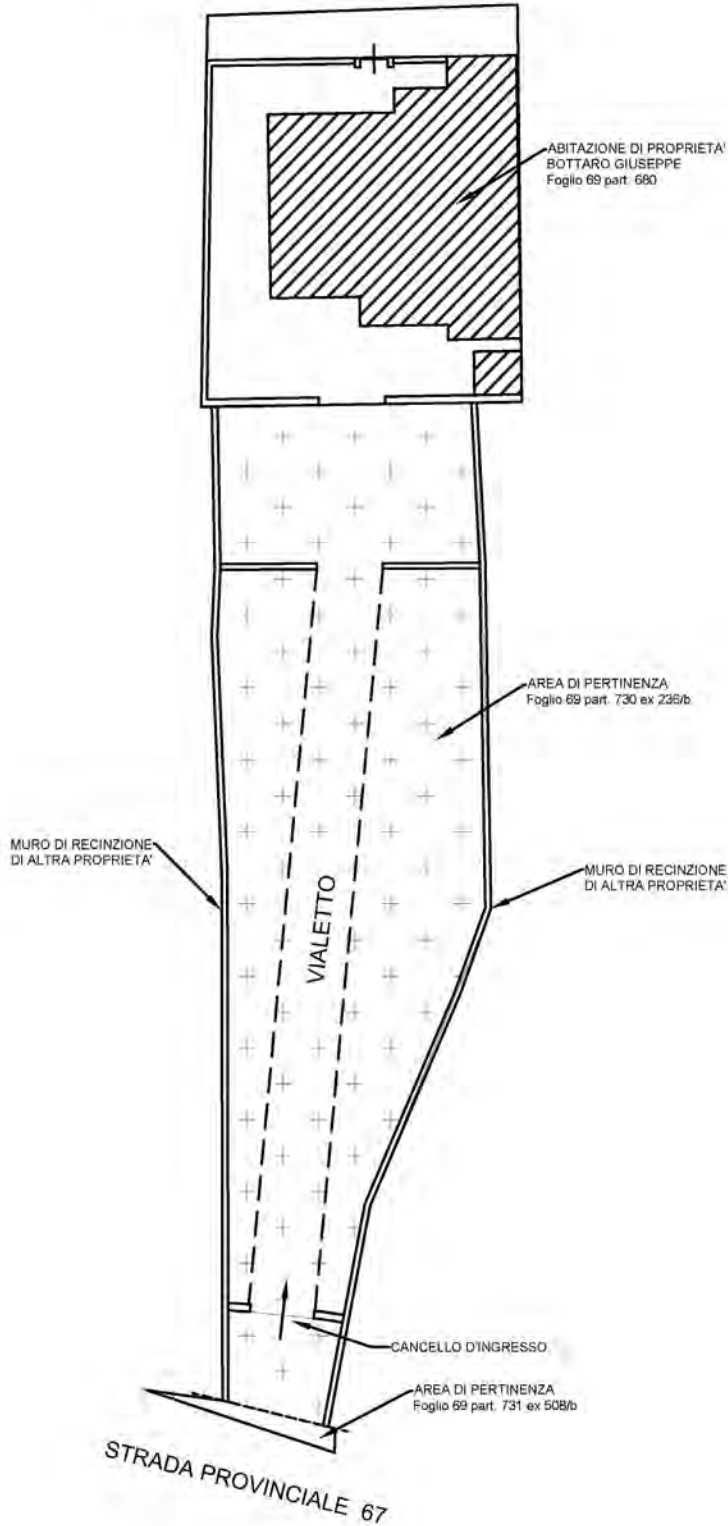 ABITAZIONE DI PROPRIETA'
BOTTARO GIUSEPPE
Foglio 69 part. 680
AREA DI PERTINENZA
Foglio 69 part. 730 ex 236/b
MURO DI RECINZIONE
DI ALTRA PROPRIETA'
MURO DI RECINZIONE
DI ALTRA PROPRIETA'
VIALETTO
CANCELLO D'INGRESSO
AREA DI PERTINENZA
Foglio 69 part. 731 ex 508/b
STRADA PROVINCIALE 67